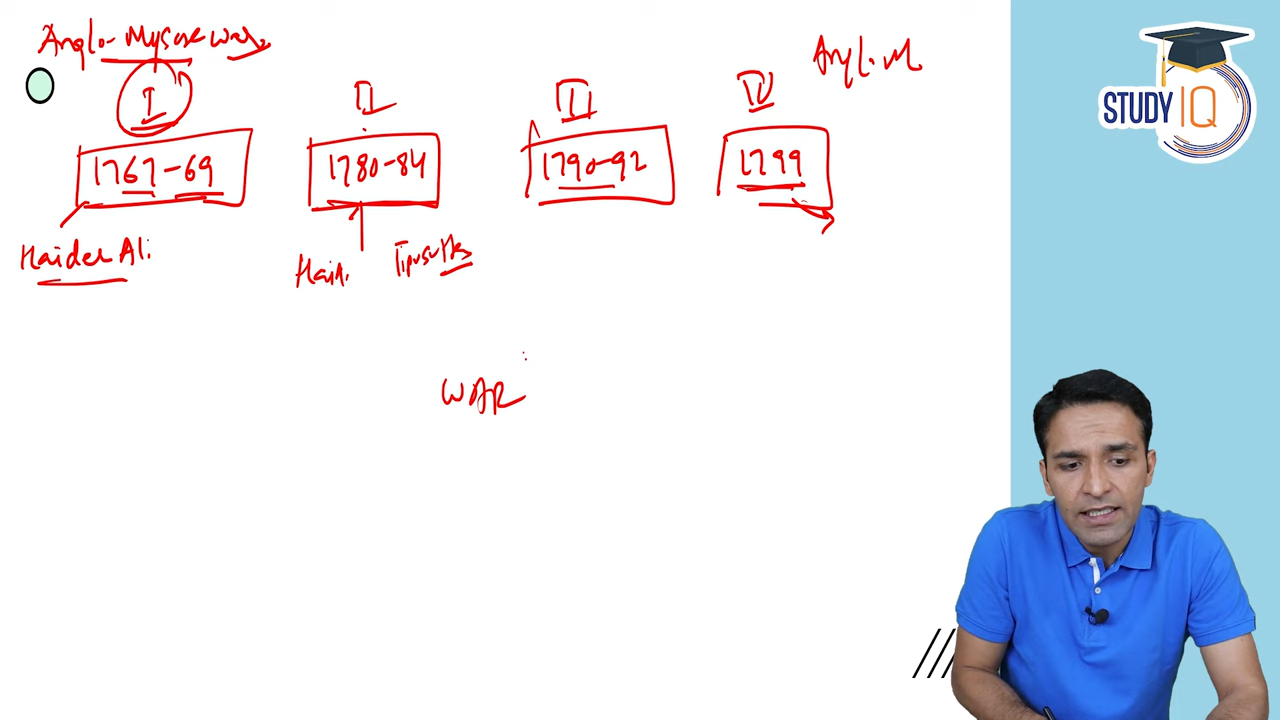 Anglo-Mysore Wars
I II III IV
Angl. M.
1767-69 1780-84 1790-92 1799
Haider Ali
Haid. Tipu Sultan
WAR
STUDY IQ